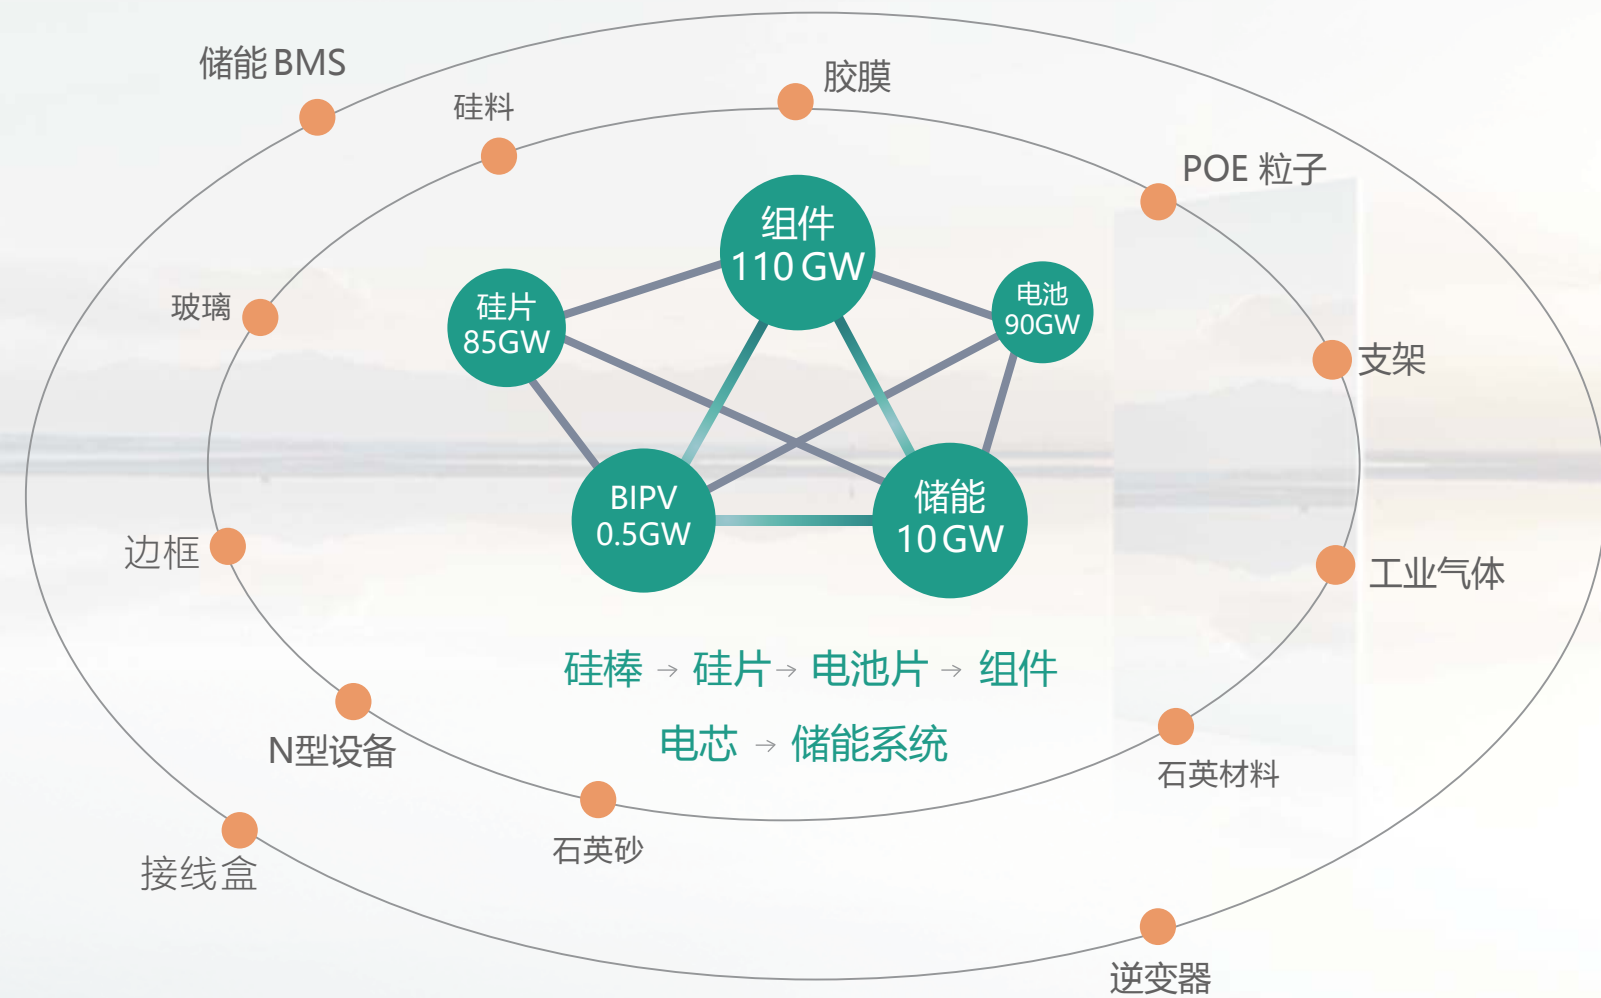 储能 BMS
硅料
胶膜
POE 粒子
组件
110 GW
硅片
85GW
电池
90GW
玻璃
支架
BIPV
0.5GW
储能
10 GW
边框
工业气体
硅棒 → 硅片 → 电池片 → 组件
电芯 → 储能系统
N型设备
石英材料
石英砂
接线盒
逆变器